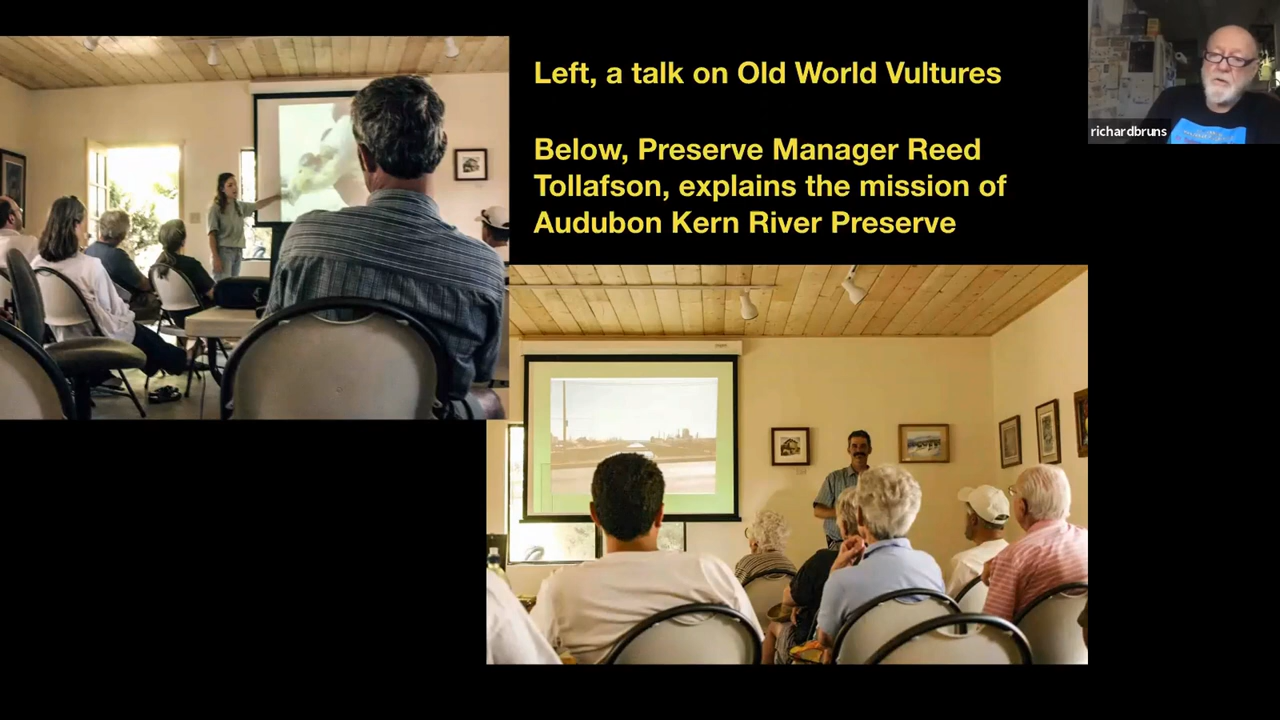 Left, a talk on Old World Vultures
Below, Preserve Manager Reed
Tollafson, explains the mission of
Audubon Kern River Preserve
richardbruns